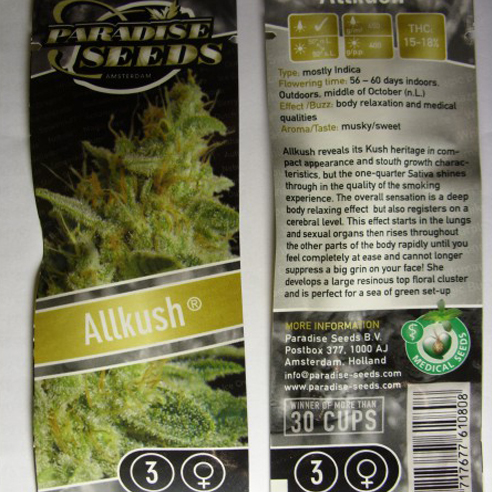 PARADISE
SEEDS
AMSTERDAM
Allkush®
3
Allkush
THC:
15-18%
Type: mostly Indica
Flowering time: 56 – 60 days indoors.
Outdoors, middle of October (n.L.)
Effect/Buzz: body relaxation and medical
qualities
Aroma/Taste: musky/sweet
Allkush reveals its Kush heritage in com-
pact appearance and stouth growth charac-
teristics, but the one-quarter Sativa shines
through in the quality of the smoking
experience. The overall sensation is a deep
body relaxing effect but also registers on a
cerebral level. This effect starts in the lungs
and sexual organs then rises throughout
the other parts of the body rapidly until you
feel completely at ease and cannot longer
suppress a big grin on your face! She
develops a large resinous top floral cluster
and is perfect for a sea of green set-up
MORE INFORMATION
Paradise Seeds B.V.
Postbox 377, 1000 AJ
Amsterdam, Holland
info@paradise-seeds.com
www.paradise-seeds.com
MEDICAL SEEDS
WINNER OF MORE THAN
30 CUPS
3
717677 610808